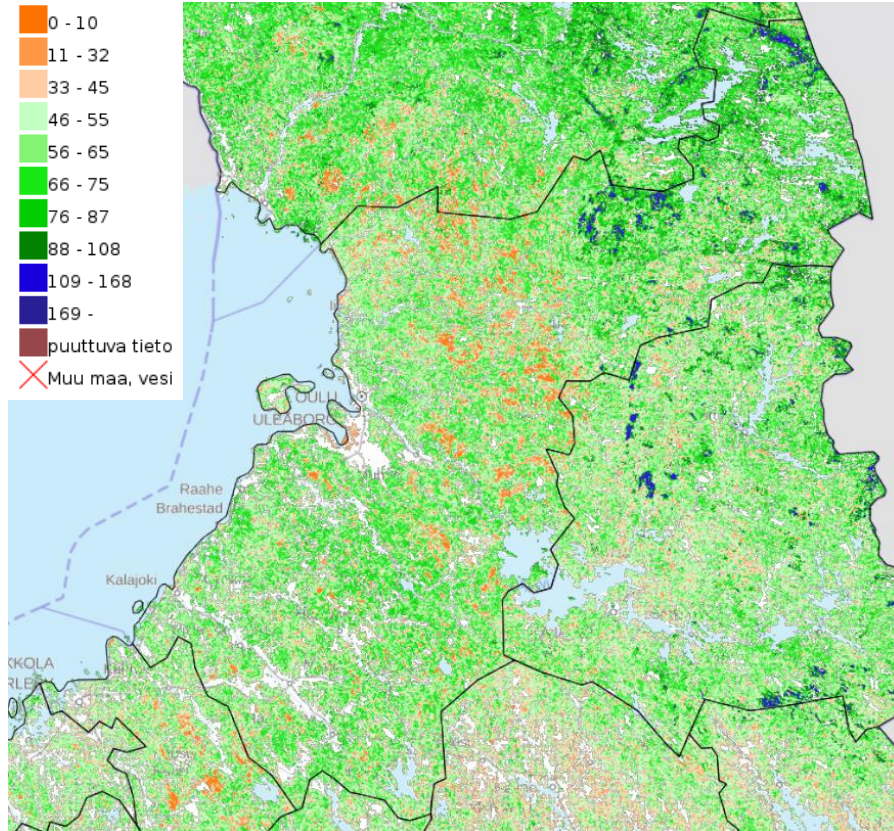 0 - 10
11 - 32
33 - 45
46 - 55
56 - 65
66 - 75
76 - 87
88 - 108
109 - 168
169 -
puuttuva tieto
Muu maa, vesi
OULU
ULEÅBORG
Raahe
Brahestad
Kalajoki